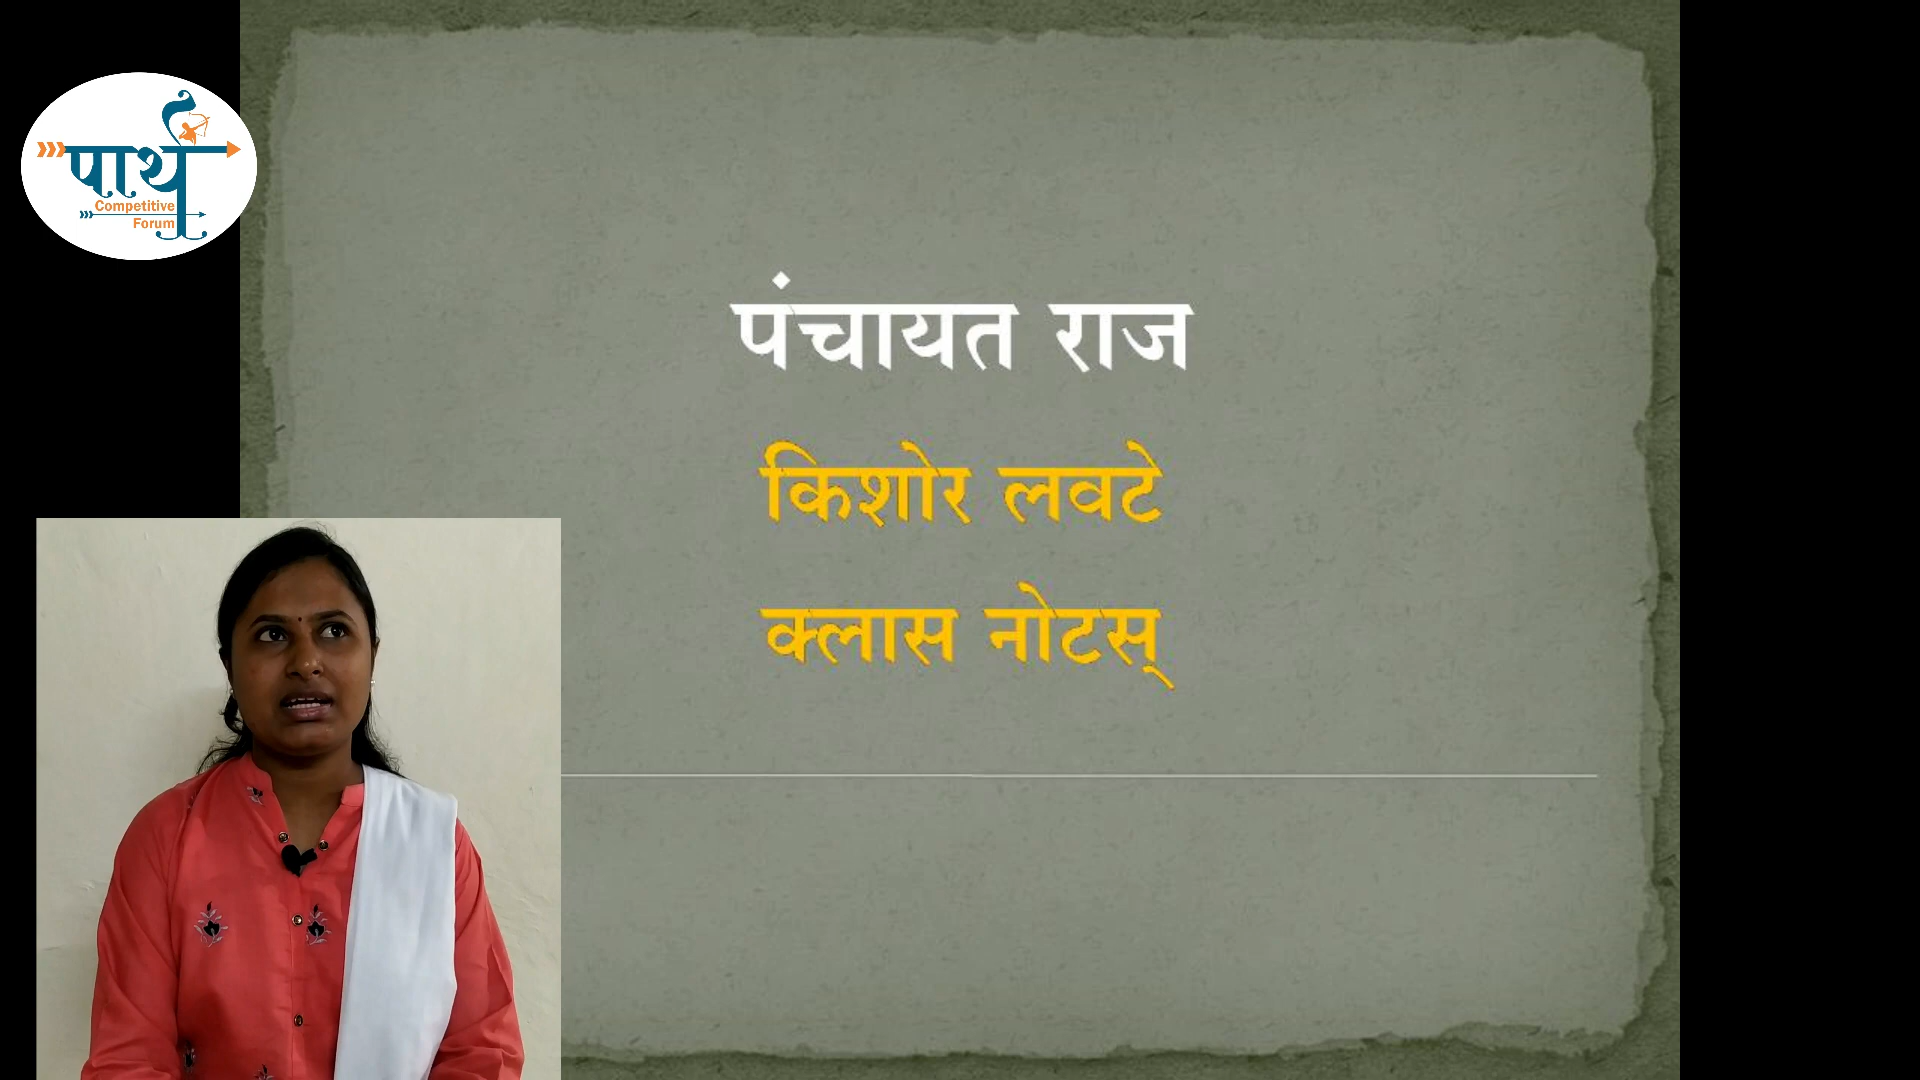 पार्थ
Competitive
Forum
पंचायत राज
किशोर लवटे
क्लास नोटस्